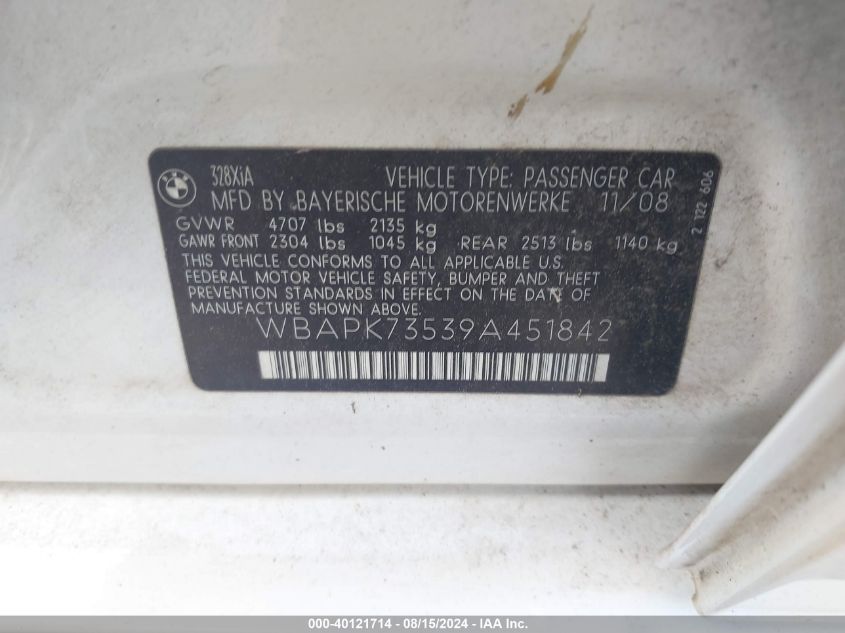 BMW
328XiA VEHICLE TYPE: PASSENGER CAR
MFD BY BAYERISCHE MOTORENWERKE 11/08
GVWR 4707 lbs 2135 kg
GAWR FRONT 2304 lbs 1045 kg REAR 2513 lbs 1140 kg
THIS VEHICLE CONFORMS TO ALL APPLICABLE U.S.
FEDERAL MOTOR VEHICLE SAFETY, BUMPER AND THEFT
PREVENTION STANDARDS IN EFFECT ON THE DATE OF
MANUFACTURE SHOWN ABOVE.
WBAPK73539A451842
2 122 606
000-40121714 - 08/15/2024 - IAA Inc.